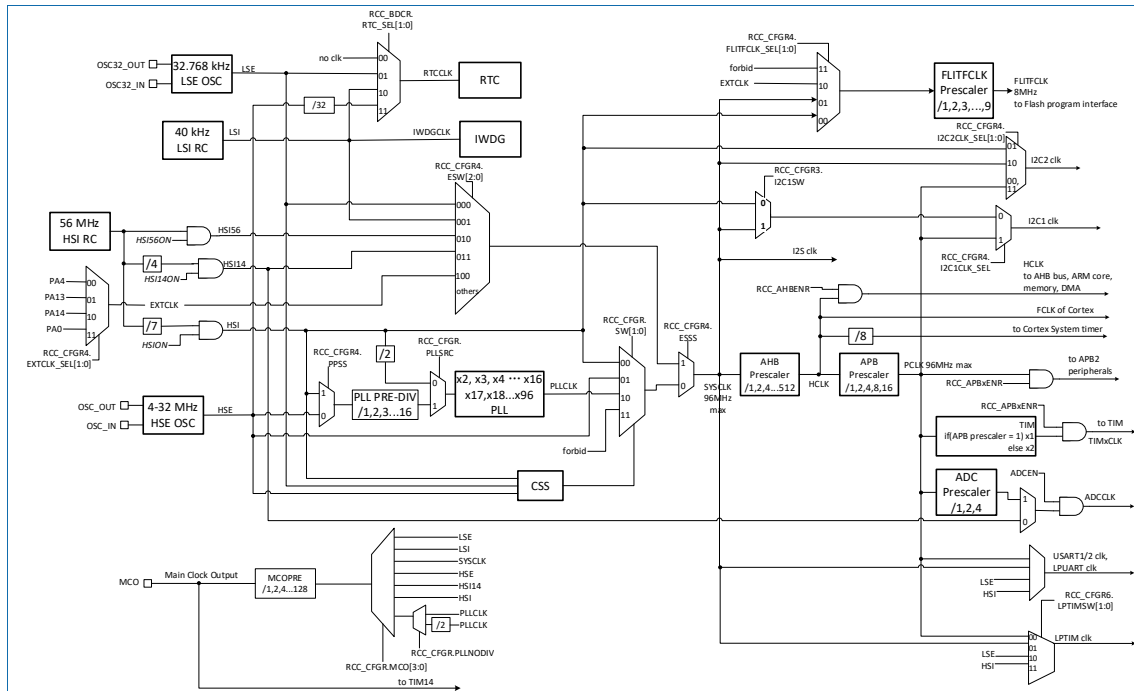 RCC_BDCR.
RTC_SEL[1:0]
OSC32_OUT
OSC32_IN
32.768 kHz
LSE OSC
LSE
no clk
00
01
10
11
/32
RTCCLK
RTC
40 kHz
LSI RC
LSI
IWDGCLK
IWDG
RCC_CFGR4.
FLITFCLK_SEL[1:0]
forbid
EXTCLK
11
10
01
00
FLITFCLK
Prescaler
/1,2,3,...,9
FLITFCLK
8MHz
to Flash program interface
RCC_CFGR4.
I2C2CLK_SEL[1:0]
01
10
00,
11
I2C2 clk
RCC_CFGR4.
ESW[2:0]
000
001
010
011
100
others
RCC_CFGR3.
I2C1SW
0
1
0
1
I2C1 clk
RCC_CFGR4.
I2C1CLK_SEL
56 MHz
HSI RC
HSI56ON
HSI56
/4
HSI14ON
HSI14
PA4
PA13
PA14
PA0
00
01
10
11
EXTCLK
RCC_CFGR4.
EXTCLK_SEL[1:0]
/7
HSION
HSI
I2S clk
RCC_AHBENR
HCLK
to AHB bus, ARM core,
memory, DMA
FCLK of Cortex
/8
to Cortex System timer
RCC_CFGR4.
PPSS
1
0
/2
RCC_CFGR.
PLLSRC
0
1
PLL PRE-DIV
/1,2,3...16
x2, x3, x4 ··· x16
x17,x18...x96
PLL
PLLCLK
RCC_CFGR.
SW[1:0]
00
01
10
11
forbid
RCC_CFGR4.
ESSS
1
0
SYSCLK
96MHz
max
AHB
Prescaler
/1,2,4...512
HCLK
APB
Prescaler
/1,2,4,8,16
PCLK 96MHz max
RCC_APBxENR
to APB2
peripherals
OSC_OUT
OSC_IN
4-32 MHz
HSE OSC
HSE
CSS
RCC_APBxENR
TIM
if(APB prescaler = 1) x1
else x2
to TIM
TIMxCLK
ADC
Prescaler
/1,2,4
1
0
ADCEN
ADCCLK
LSE
HSI
USART1/2 clk,
LPUART clk
RCC_CFGR6.
LPTIMSW[1:0]
00
01
10
11
LSE
HSI
LPTIM clk
MCO
Main Clock Output
MCOPRE
/1,2,4...128
LSE
LSI
SYSCLK
HSE
HSI14
HSI
PLLCLK
/2
PLLCLK
RCC_CFGR.PLLNODIV
RCC_CFGR.MCO[3:0]
to TIM14